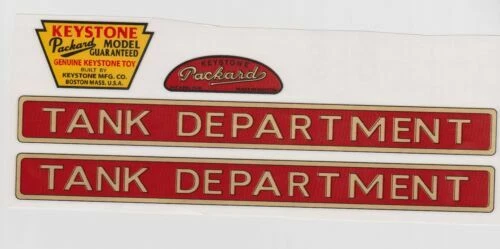 KEYSTONE
Packard MODEL
GUARANTEED
GENUINE KEYSTONE TOY
BUILT BY
KEYSTONE MFG. CO.
BOSTON MASS. U.S.A.
KEYSTONE
Packard
TANK DEPARTMENT
TANK DEPARTMENT